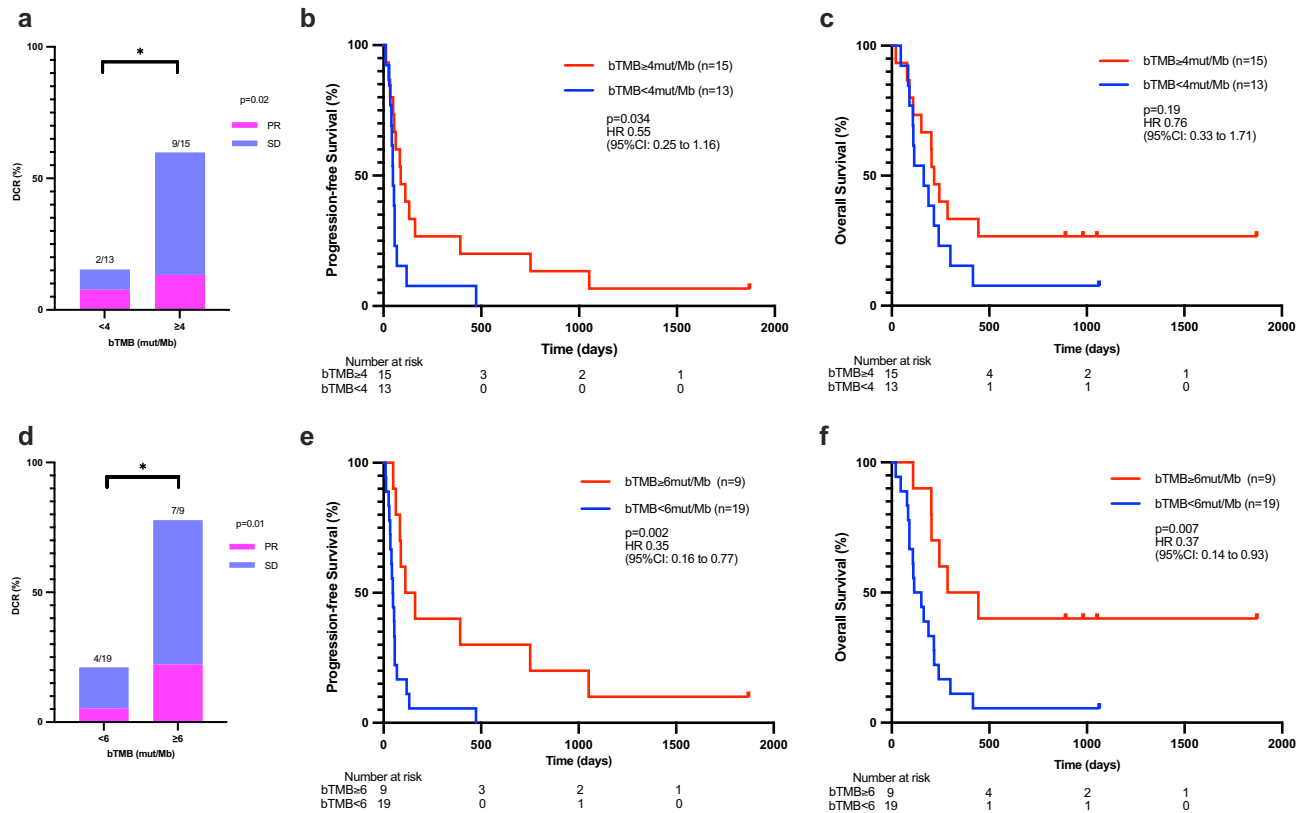 a
100
50
0
DCR (%)
*
p=0.02
PR
SD
2/13
9/15
<4
≥4
bTMB (mut/Mb)
b
100
50
0
Progression-free Survival (%)
bTMB≥4mut/Mb (n=15)
bTMB<4mut/Mb (n=13)
p=0.034
HR 0.55
(95%CI: 0.25 to 1.16)
0 500 1000 1500 2000
Time (days)
Number at risk
bTMB≥4 15 3 2 1
bTMB<4 13 0 0 0
c
100
50
0
Overall Survival (%)
bTMB≥4mut/Mb (n=15)
bTMB<4mut/Mb (n=13)
p=0.19
HR 0.76
(95%CI: 0.33 to 1.71)
0 500 1000 1500 2000
Time (days)
Number at risk
bTMB≥4 15 4 2 1
bTMB<4 13 1 1 0
d
100
50
0
DCR (%)
*
p=0.01
PR
SD
4/19
7/9
<6
≥6
bTMB (mut/Mb)
e
100
50
0
Progression-free Survival (%)
bTMB≥6mut/Mb (n=9)
bTMB<6mut/Mb (n=19)
p=0.002
HR 0.35
(95%CI: 0.16 to 0.77)
0 500 1000 1500 2000
Time (days)
Number at risk
bTMB≥6 9 3 2 1
bTMB<6 19 0 1 0
f
100
50
0
Overall Survival (%)
bTMB≥6mut/Mb (n=9)
bTMB<6mut/Mb (n=19)
p=0.007
HR 0.37
(95%CI: 0.14 to 0.93)
0 500 1000 1500 2000
Time (days)
Number at risk
bTMB≥6 9 4 2 1
bTMB<6 19 1 1 0